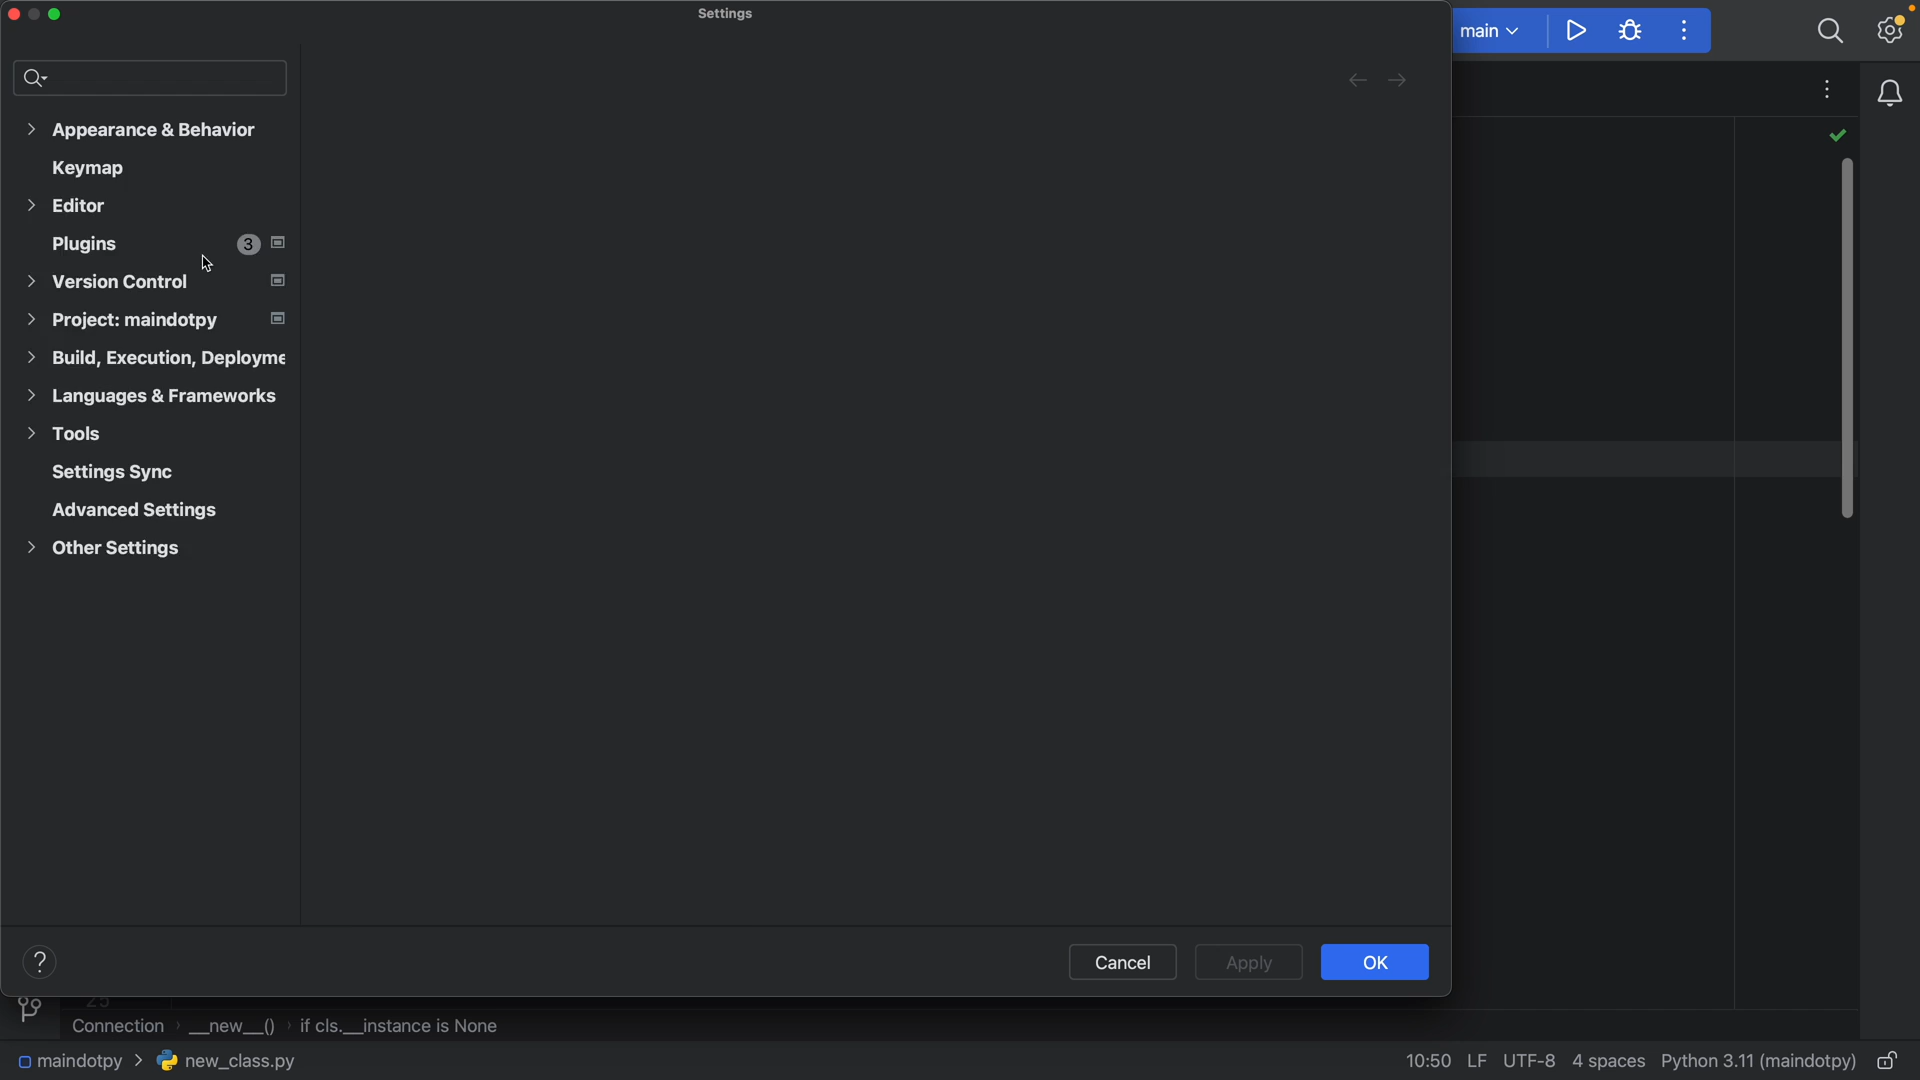 Settings
main
Appearance & Behavior
Keymap
Editor
Plugins 3
Version Control
Project: maindotpy
Build, Execution, Deployme
Languages & Frameworks
Tools
Settings Sync
Advanced Settings
Other Settings
? Cancel Apply OK
25
Connection __new__() if cls.__instance is None
maindotpy new_class.py 10:50 LF UTF-8 4 spaces Python 3.11 (maindotpy)